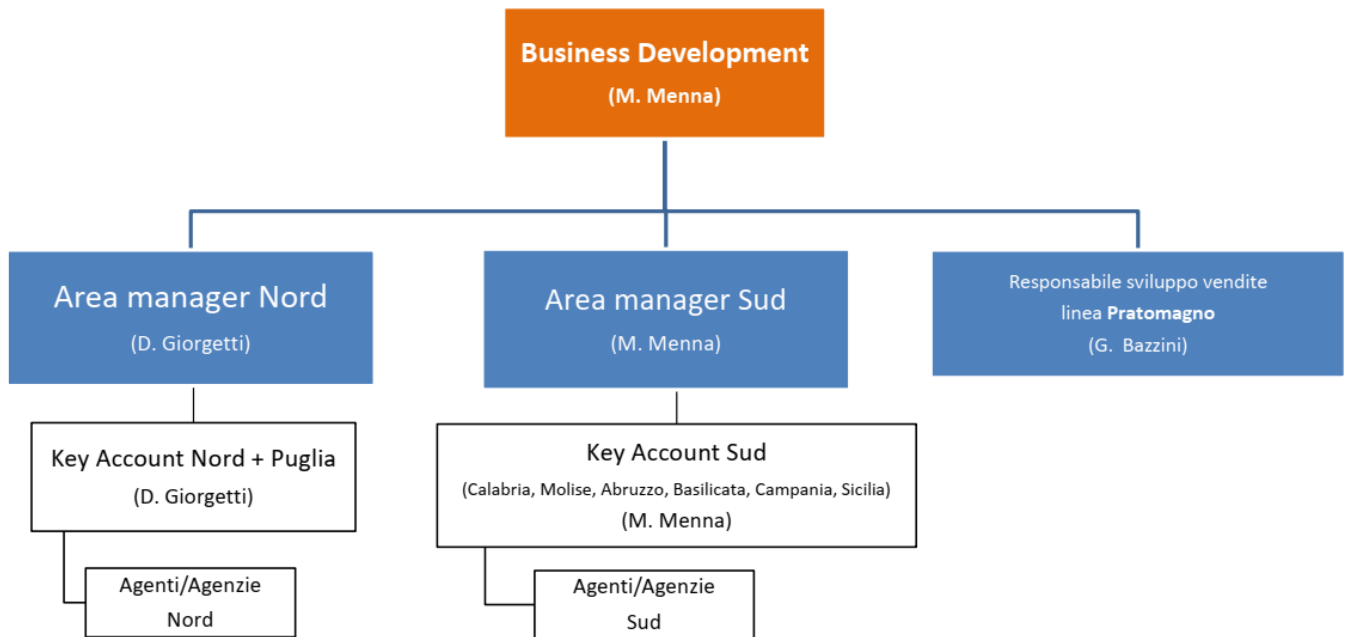 Business Development
(M. Menna)
Area manager Nord
(D. Giorgetti)
Area manager Sud
(M. Menna)
Responsabile sviluppo vendite
linea Pratomagno
(G. Bazzini)
Key Account Nord + Puglia
(D. Giorgetti)
Key Account Sud
(Calabria, Molise, Abruzzo, Basilicata, Campania, Sicilia)
(M. Menna)
Agenti/Agenzie
Nord
Agenti/Agenzie
Sud